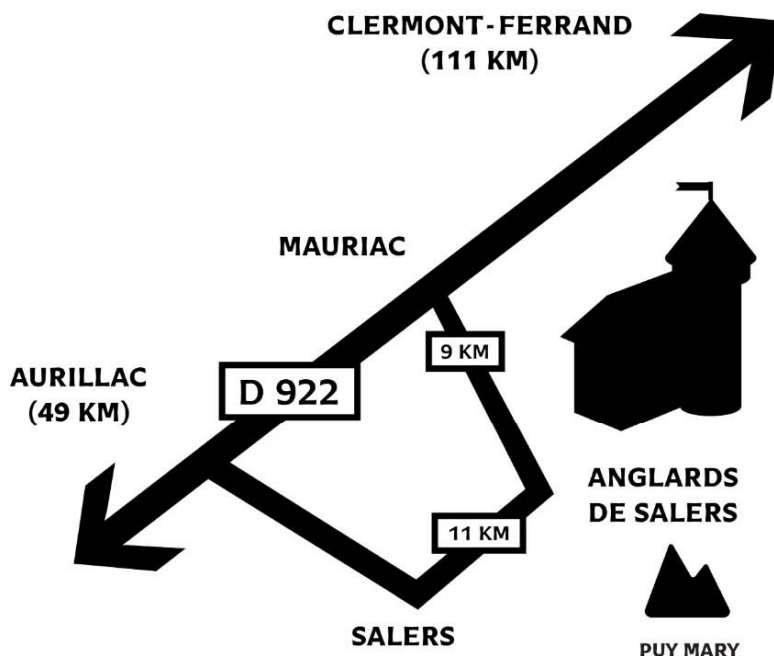 CLERMONT-FERRAND
(111 KM)
MAURIAC
9 KM
AURILLAC
(49 KM)
D 922
ANGLARDS
DE SALERS
11 KM
SALERS
PUY MARY